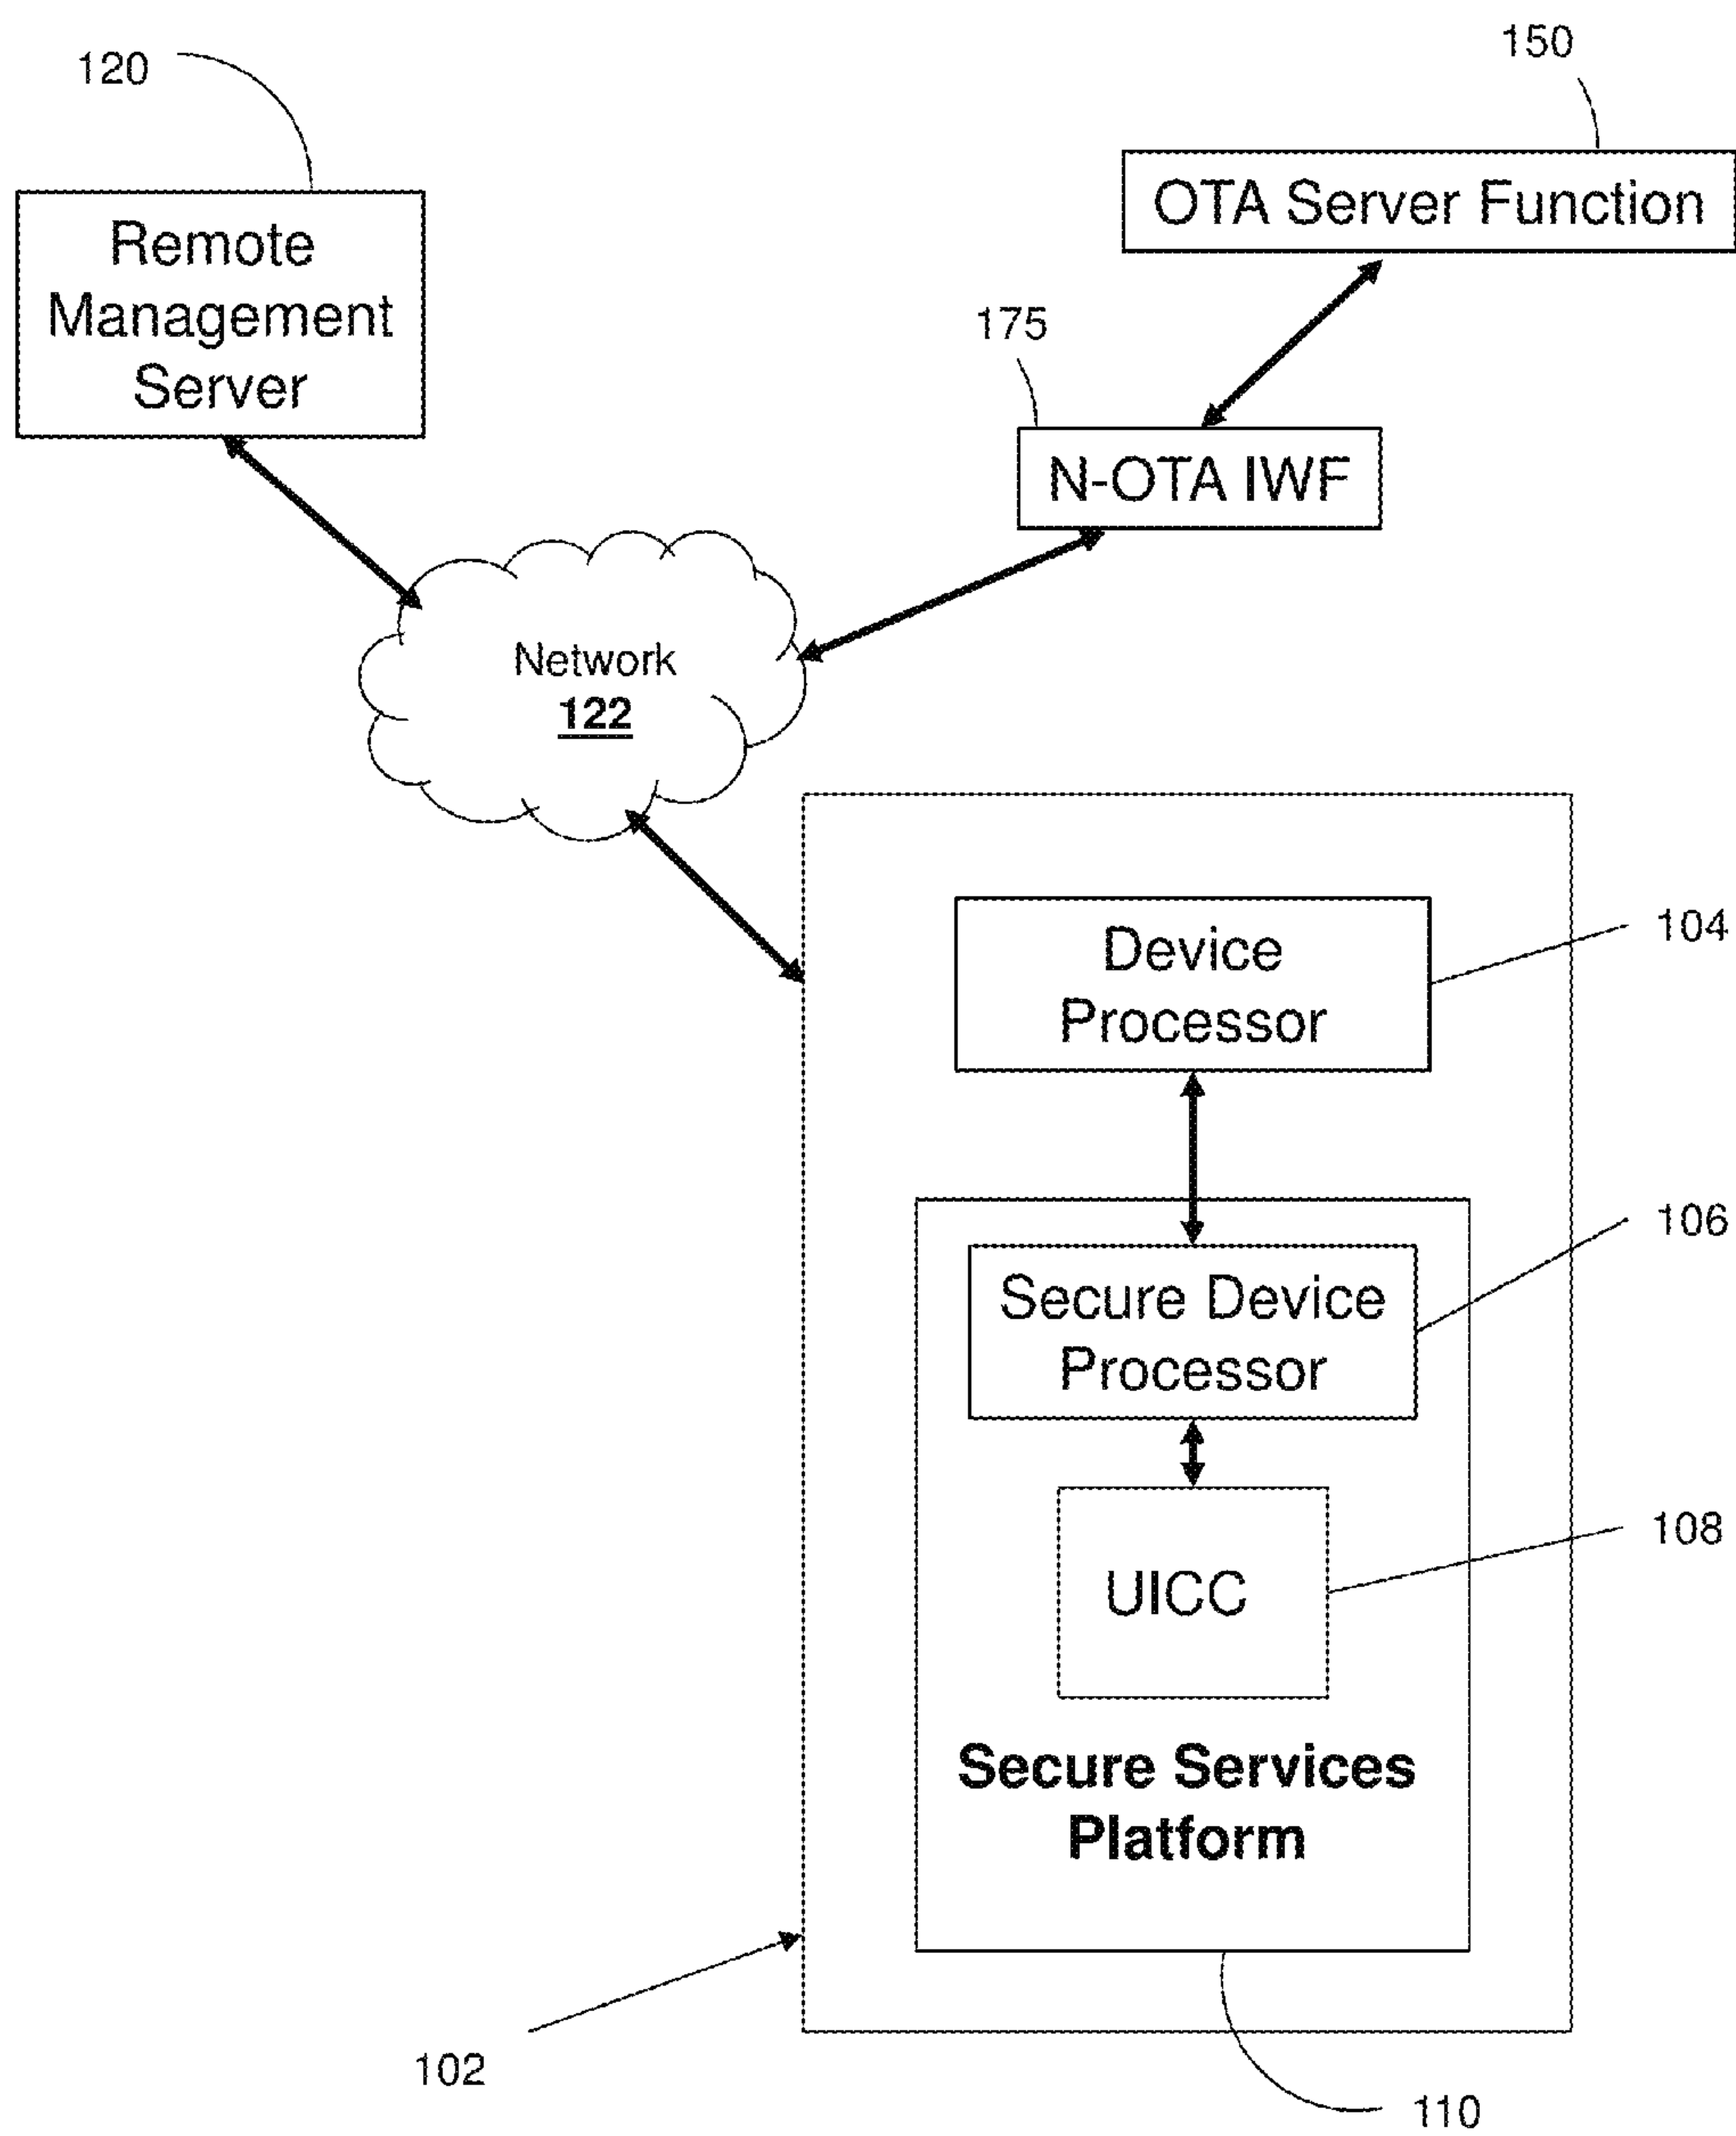 120
150
OTA Server Function
Remote
Management
Server
175
N-OTA IWF
Network
122
Device
Processor
104
106
Secure Device
Processor
108
UICC
Secure Services
Platform
102
110